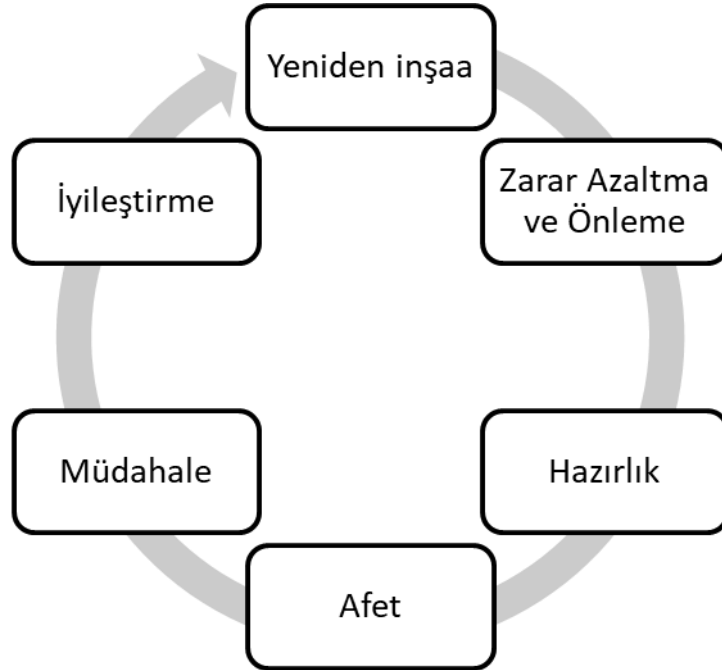 Yeniden inşaa
Zarar Azaltma
ve Önleme
Hazırlık
Afet
Müdahale
İyileştirme